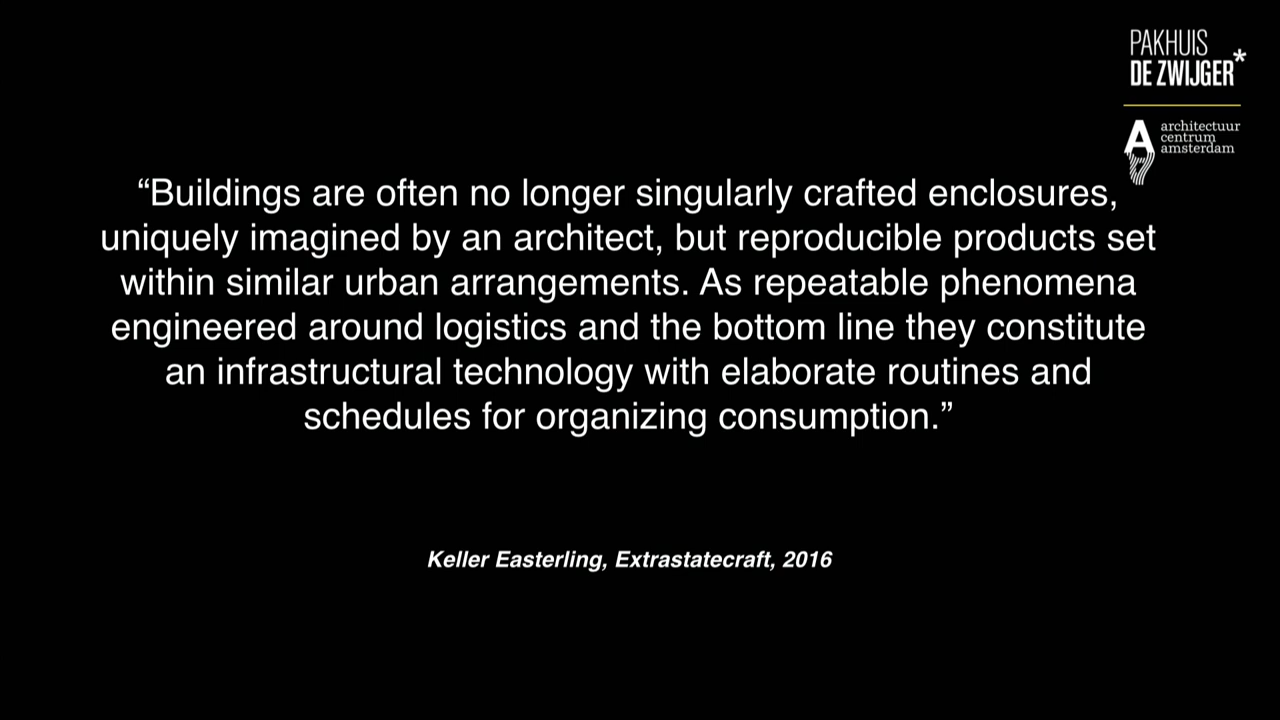 PAKHUIS
DE ZWIJGER*
architectuur
centrum
amsterdam
“Buildings are often no longer singularly crafted enclosures,
uniquely imagined by an architect, but reproducible products set
within similar urban arrangements. As repeatable phenomena
engineered around logistics and the bottom line they constitute
an infrastructural technology with elaborate routines and
schedules for organizing consumption.”
Keller Easterling, Extrastatecraft, 2016